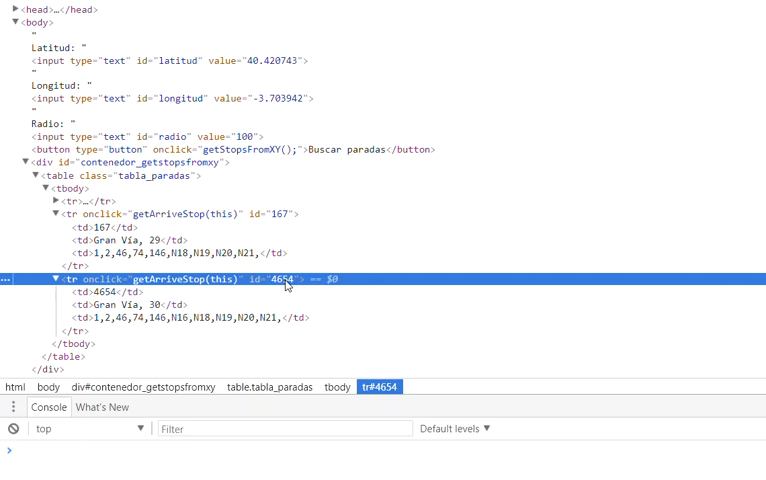 <head>…</head>
<body>
"
Latitud: "
<input type="text" id="latitud" value="40.420743">
"
Longitud: "
<input type="text" id="longitud" value="-3.703942">
"
Radio: "
<input type="text" id="radio" value="100">
<button type="button" onclick="getStopsFromXY();">Buscar paradas</button>
<div id="contenedor_getstopsfromxy">
<table class="tabla_paradas">
<tbody>
<tr>…</tr>
<tr onclick="getArriveStop(this)" id="167">
<td>167</td>
<td>Gran Vía, 29</td>
<td>1,2,46,74,146,N18,N19,N20,N21,</td>
</tr>
<tr onclick="getArriveStop(this)" id="4654"> == $0
<td>4654</td>
<td>Gran Vía, 30</td>
<td>1,2,46,74,146,N16,N18,N19,N20,N21,</td>
</tr>
</tbody>
</table>
</div>
html body div#contenedor_getstopsfromxy table.tabla_paradas tbody tr#4654
Console What's New
top Filter Default levels